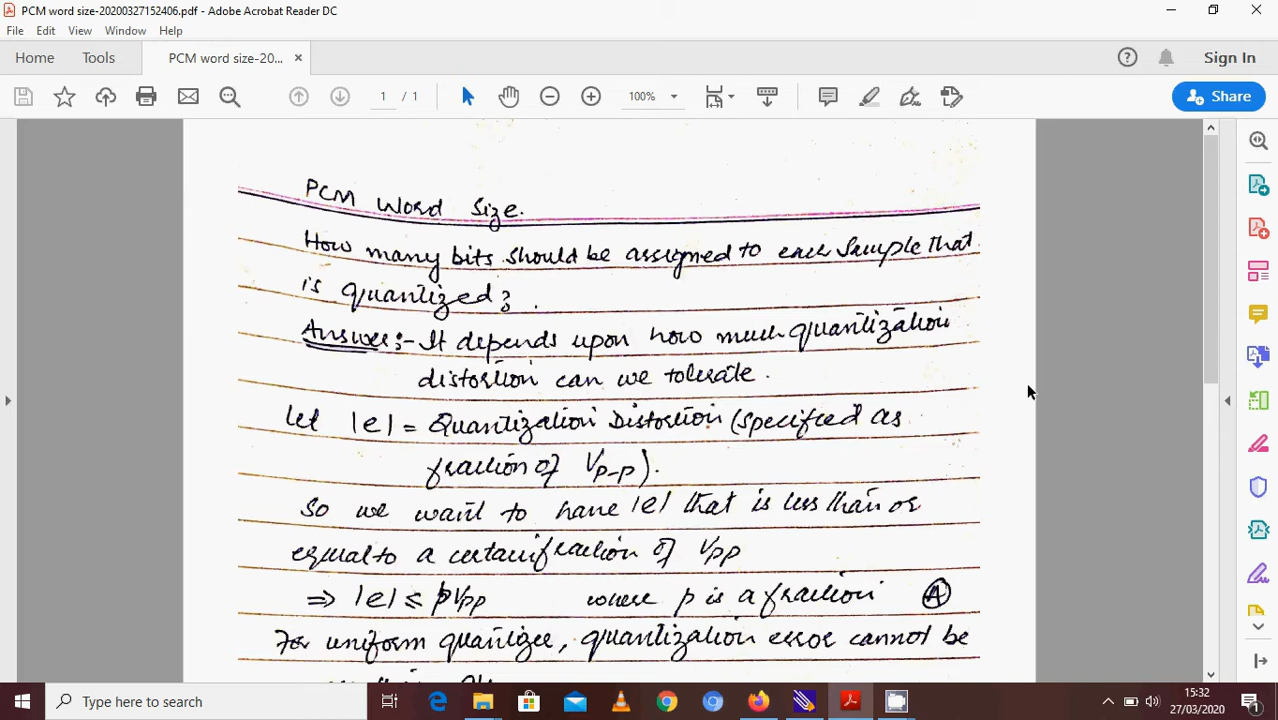 PCM word size-20200327152406.pdf - Adobe Acrobat Reader DC
File Edit View Window Help
Home Tools PCM word size-20... × Sign In
1 / 1 100% Share
PCM Word Size.
How many bits should be assigned to each Sample that
is quantized?
Answer:- It depends upon how much quantization
distortion can we tolerate.
Let |e| = Quantization Distortion (specified as
fraction of Vp-p).
So we want to have |e| that is less than or
equal to a certain fraction of Vpp
⇒ |e| ≤ pVpp where p is a fraction A
For uniform quantizer, quantization error cannot be
Type here to search
15:32
27/03/2020